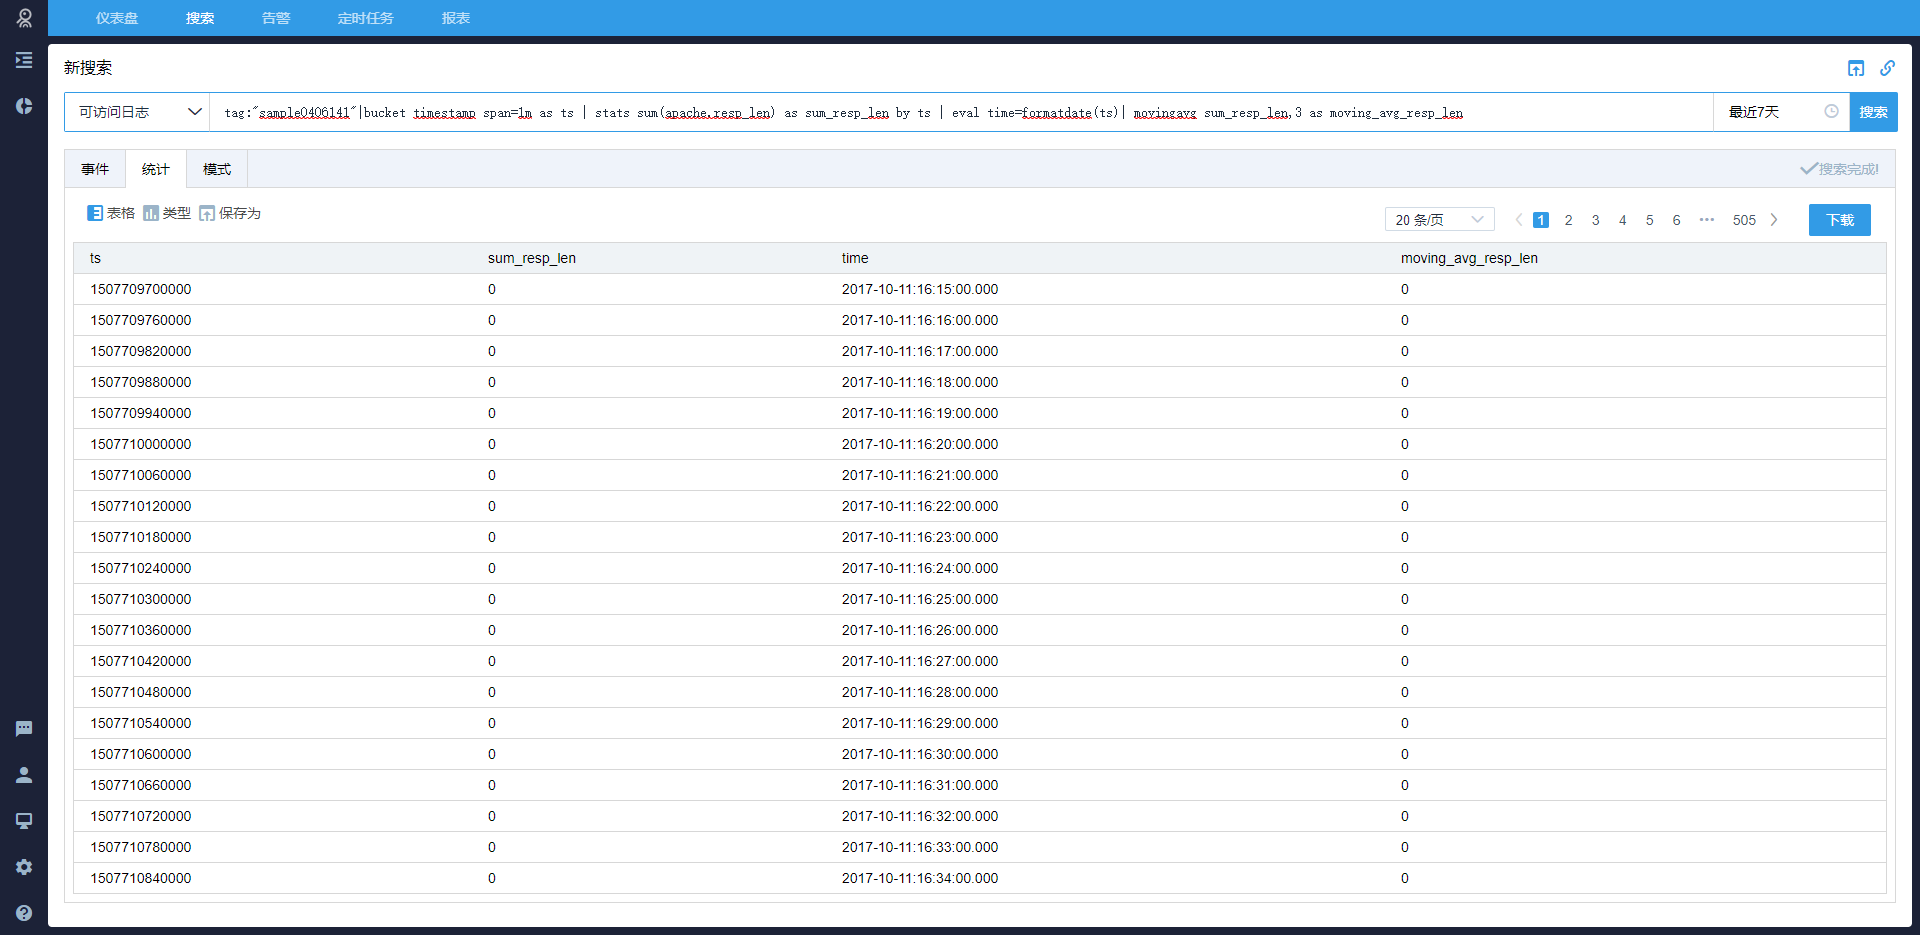 仪表盘 搜索 告警 定时任务 报表
新搜索
可访问日志 tag:"sample0406141"|bucket timestamp span=1m as ts | stats sum(apache.resp_len) as sum_resp_len by ts | eval time=formatdate(ts)| movingavg sum_resp_len,3 as moving_avg_resp_len 最近7天 搜索
事件 统计 模式 搜索完成!
表格 类型 保存为
20 条/页 1 2 3 4 5 6 ••• 505 下载
ts sum_resp_len time moving_avg_resp_len
1507709700000 0 2017-10-11:16:15:00.000 0
1507709760000 0 2017-10-11:16:16:00.000 0
1507709820000 0 2017-10-11:16:17:00.000 0
1507709880000 0 2017-10-11:16:18:00.000 0
1507709940000 0 2017-10-11:16:19:00.000 0
1507710000000 0 2017-10-11:16:20:00.000 0
1507710060000 0 2017-10-11:16:21:00.000 0
1507710120000 0 2017-10-11:16:22:00.000 0
1507710180000 0 2017-10-11:16:23:00.000 0
1507710240000 0 2017-10-11:16:24:00.000 0
1507710300000 0 2017-10-11:16:25:00.000 0
1507710360000 0 2017-10-11:16:26:00.000 0
1507710420000 0 2017-10-11:16:27:00.000 0
1507710480000 0 2017-10-11:16:28:00.000 0
1507710540000 0 2017-10-11:16:29:00.000 0
1507710600000 0 2017-10-11:16:30:00.000 0
1507710660000 0 2017-10-11:16:31:00.000 0
1507710720000 0 2017-10-11:16:32:00.000 0
1507710780000 0 2017-10-11:16:33:00.000 0
1507710840000 0 2017-10-11:16:34:00.000 0